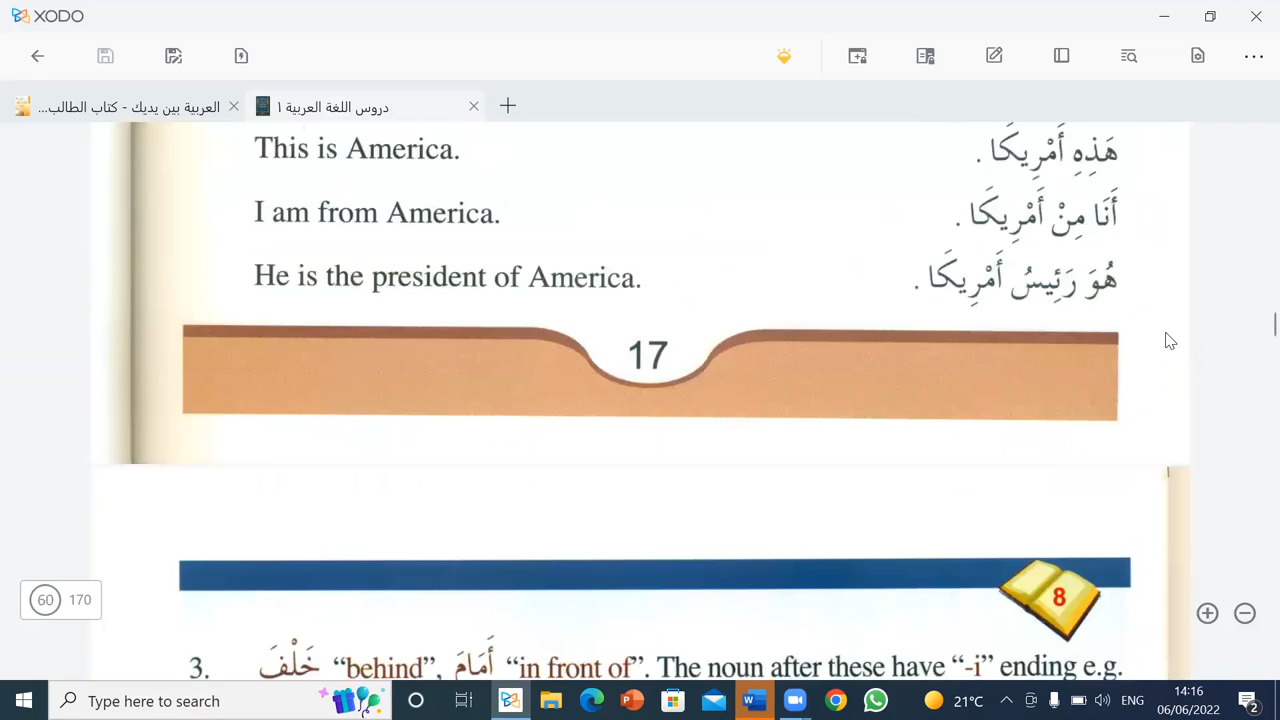 XODO
العربية بين يديك - كتاب الطالب...
دروس اللغة العربية ١
This is America. هَذِهِ أَمْرِيكَا .
I am from America. أَنَا مِنْ أَمْرِيكَا .
He is the president of America. هُوَ رَئِيسُ أَمْرِيكَا .
17
8
60 170
3. خَلْفَ “behind”, أَمَامَ “in front of”. The noun after these have “-i” ending e.g.
Type here to search
21°C
ENG
14:16
06/06/2022
2